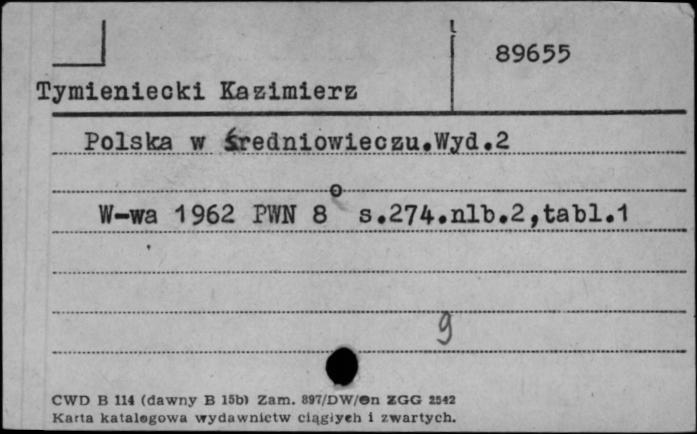 89655
Tymieniecki Kazimierz
Polska w średniowieczu.Wyd.2
W-wa 1962 PWN 8° s.274.nlb.2,tabl.1
9
CWD B 114 (dawny B 15b) Zam. 897/DW/Øn ZGG 2542
Karta katalogowa wydawnictw ciągłych i zwartych.